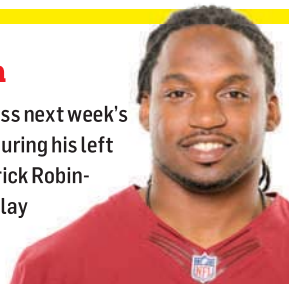 a
ss next week's
uring his left
rick Robin-
lay
NFL